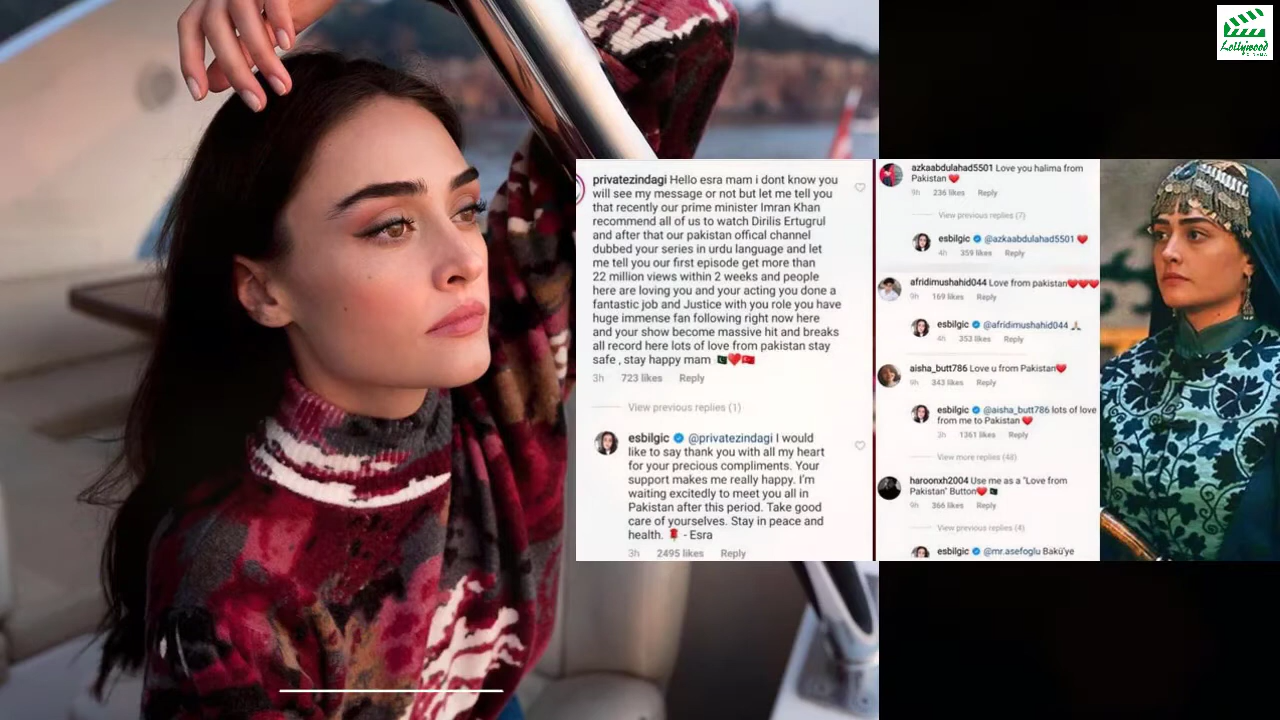 Lollywood
CINEMA
privatezindagi Hello esra mam i dont know you
will see my message or not but let me tell you
that recently our prime minister Imran Khan
recommend all of us to watch Dirilis Ertugrul
and after that our pakistan offical channel
dubbed your series in urdu language and let
me tell you our first episode get more than
22 million views within 2 weeks and people
here are loving you and your acting you done a
fantastic job and Justice with you role you have
huge immense fan following right now here
and your show become massive hit and breaks
all record here lots of love from pakistan stay
safe , stay happy mam 🇵🇰❤️🇹🇷
3h 723 likes Reply
View previous replies (1)
esbilgic @privatezindagi I would
like to say thank you with all my heart
for your precious compliments. Your
support makes me really happy. I'm
waiting excitedly to meet you all in
Pakistan after this period. Take good
care of yourselves. Stay in peace and
health. 🌹 - Esra
3h 2495 likes Reply
azkaabdulahad5501 Love you halima from
Pakistan ❤️
9h 236 likes Reply
View previous replies (7)
esbilgic @azkaabdulahad5501 ❤️
4h 359 likes Reply
afridimushahid044 Love from pakistan❤️❤️❤️
9h 169 likes Reply
esbilgic @afridimushahid044 🙏🏻
4h 353 likes Reply
aisha_butt786 Love u from Pakistan❤️
9h 343 likes Reply
esbilgic @aisha_butt786 lots of love
from me to Pakistan ❤️
3h 1361 likes Reply
View more replies (48)
haroonxh2004 Use me as a "Love from
Pakistan" Button❤️🇵🇰
9h 366 likes Reply
View previous replies (4)
esbilgic @mr.asefoglu Bakü'ye